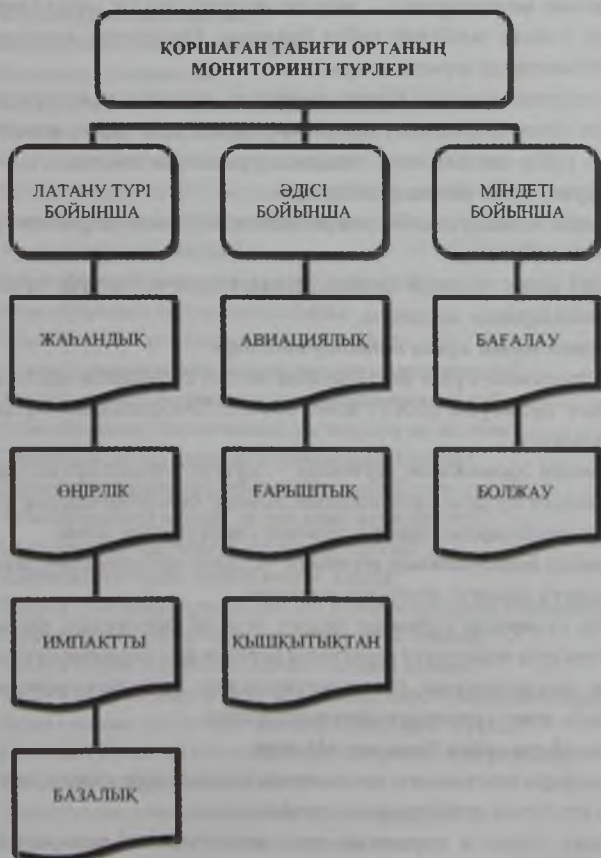 ҚОРШАҒАН ТАБИҒИ ОРТАНЫҢ
МОНИТОРИНГІ ТҮРЛЕРІ
ЛАТАНУ ТҮРІ
БОЙЫНША
ӘДІСІ
БОЙЫНША
МІНДЕТІ
БОЙЫНША
ЖАҺАНДЫҚ
АВИАЦИЯЛЫҚ
БАҒАЛАУ
ӨҢІРЛІК
ҒАРЫШТЫҚ
БОЛЖАУ
ИМПАКТТЫ
ҚЫШҚЫТЫҚТАН
БАЗАЛЫҚ